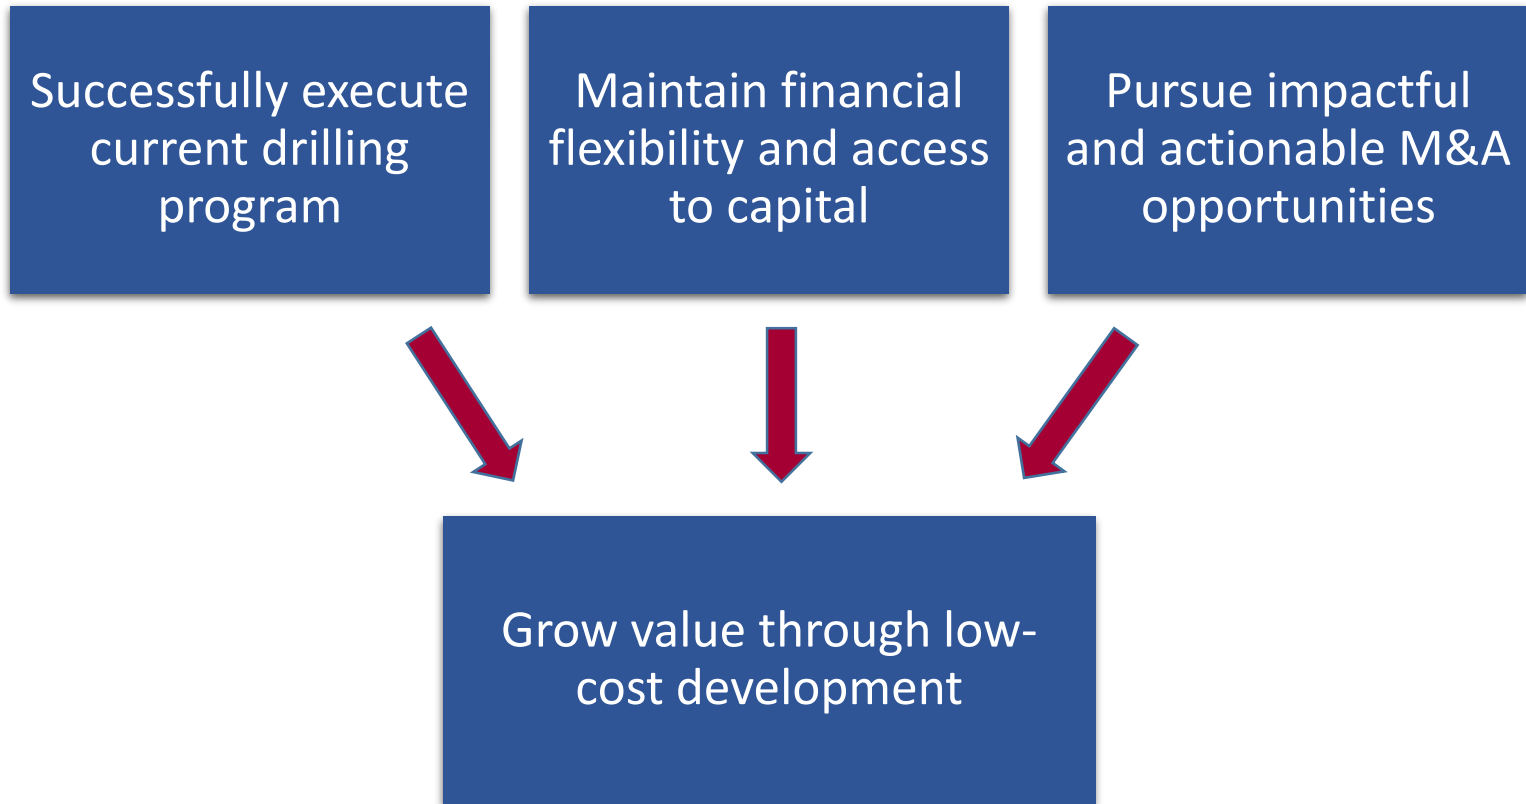 Successfully execute
current drilling
program
Maintain financial
flexibility and access
to capital
Pursue impactful
and actionable M&A
opportunities
Grow value through low-
cost development